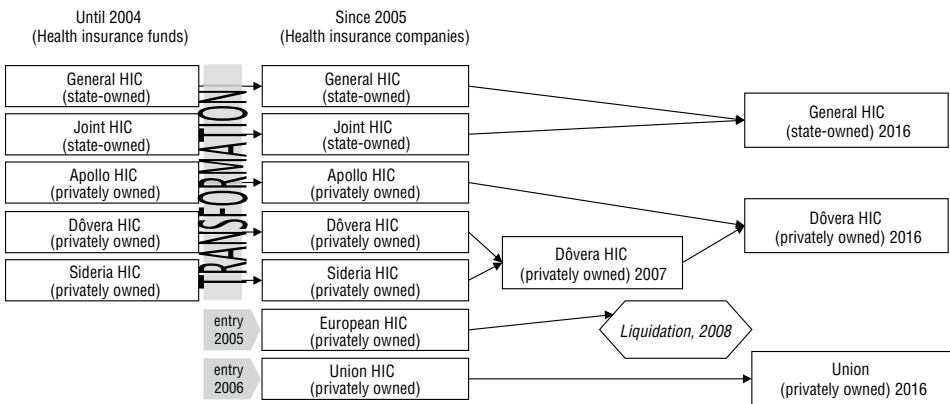 Until 2004
(Health insurance funds)
Since 2005
(Health insurance companies)
General HIC
(state-owned)
Joint HIC
(state-owned)
Apollo HIC
(privately owned)
Dôvera HIC
(privately owned)
Sideria HIC
(privately owned)
TRANSFORMATION
General HIC
(state-owned)
Joint HIC
(state-owned)
Apollo HIC
(privately owned)
Dôvera HIC
(privately owned)
Sideria HIC
(privately owned)
entry
2005
European HIC
(privately owned)
entry
2006
Union HIC
(privately owned)
Dôvera HIC
(privately owned) 2007
Liquidation, 2008
General HIC
(state-owned) 2016
Dôvera HIC
(privately owned) 2016
Union
(privately owned) 2016